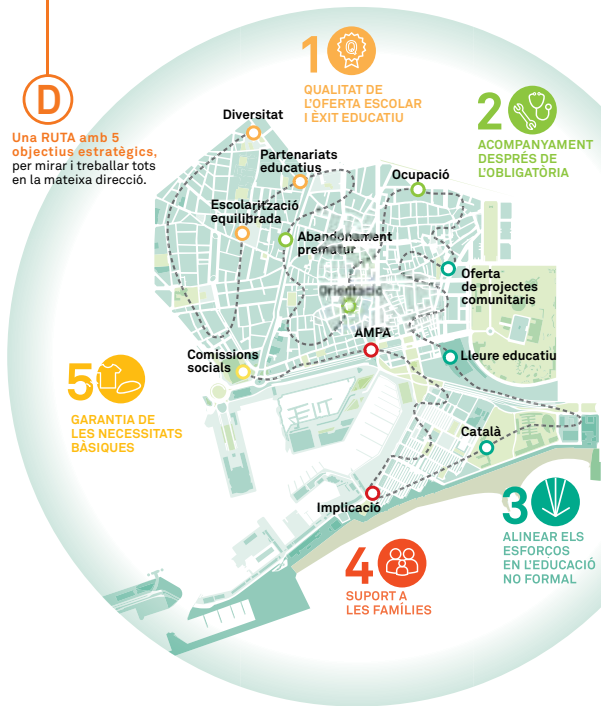 D
Una RUTA amb 5
objectius estratègics,
per mirar i treballar tots
en la mateixa direcció.
1
Q
QUALITAT DE
L'OFERTA ESCOLAR
I ÈXIT EDUCATIU
2
ACOMPANYAMENT
DESPRÉS DE
L'OBLIGATÒRIA
Diversitat
Partenariats
educatius
Ocupació
Escolarització
equilibrada
Abandonament
prematur
Oferta
de projectes
comunitaris
Orientació
AMPA
Comissions
socials
Lleure educatiu
5
GARANTIA DE
LES NECESSITATS
BÀSIQUES
Català
Implicació
3
ALINEAR ELS
ESFORÇOS
EN L'EDUCACIÓ
NO FORMAL
4
SUPORT A
LES FAMÍLIES